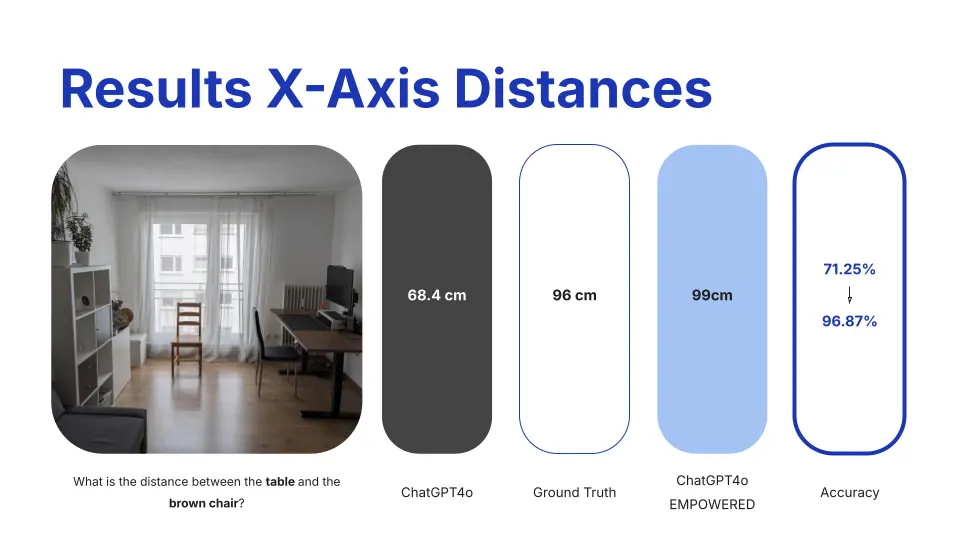 Results X-Axis Distances
68.4 cm
96 cm
99cm
71.25%
96.87%
What is the distance between the table and the
brown chair?
ChatGPT4o
Ground Truth
ChatGPT4o
EMPOWERED
Accuracy